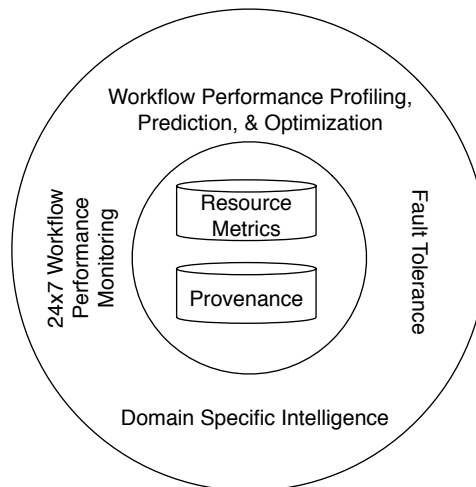 Workflow Performance Profiling,
Prediction, & Optimization
24x7 Workflow
Performance
Monitoring
Resource
Metrics
Provenance
Fault Tolerance
Domain Specific Intelligence